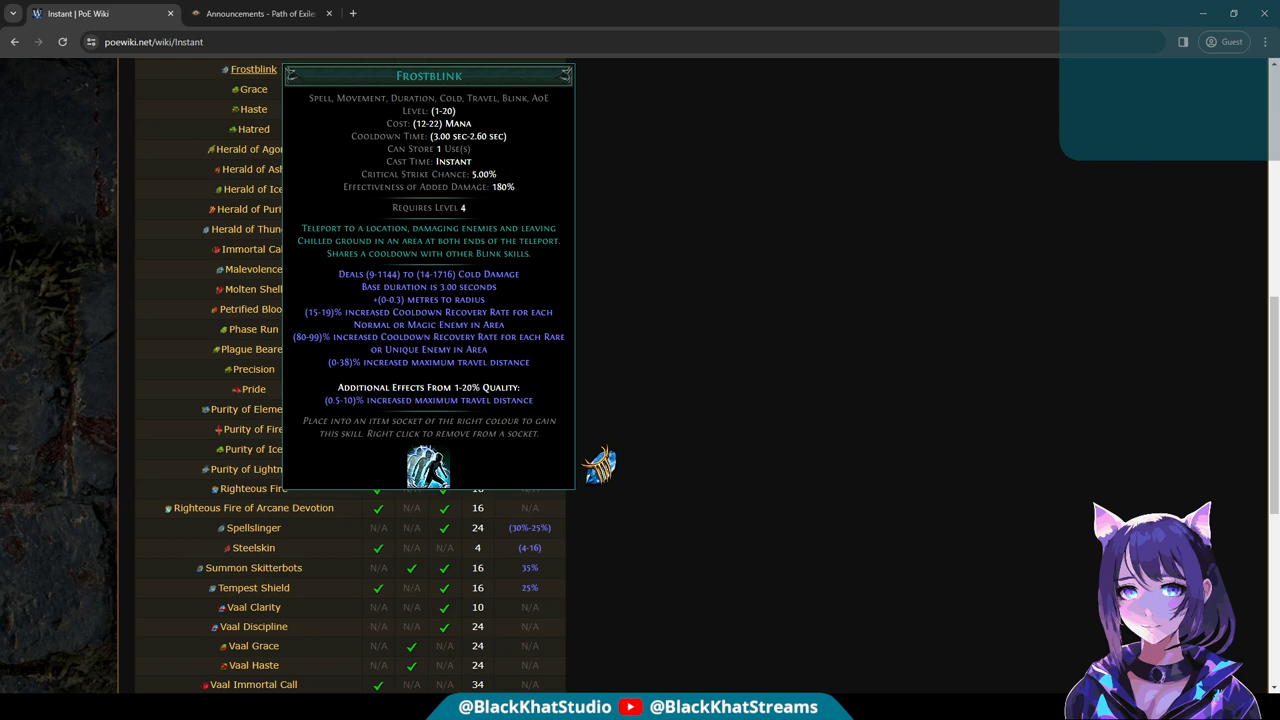 Instant | PoE Wiki
Announcements - Path of Exile
poewiki.net/wiki/Instant
Guest
Frostblink
Grace
Haste
Hatred
Herald of Ice
Malevolence
Phase Run
Precision
Pride
Purity of Fire
Purity of Ice
Frostblink
Spell, Movement, Duration, Cold, Travel, Blink, AoE
Level: (1-20)
Cost: (12-22) Mana
Cooldown Time: (3.00 sec-2.60 sec)
Can Store 1 Use(s)
Cast Time: Instant
Critical Strike Chance: 5.00%
Effectiveness of Added Damage: 180%
Requires Level 4
Teleport to a location, damaging enemies and leaving
Chilled ground in an area at both ends of the teleport.
Shares a cooldown with other Blink skills.
Deals (9-1144) to (14-1716) Cold Damage
Base duration is 3.00 seconds
+(0-0.3) metres to radius
(15-19)% increased Cooldown Recovery Rate for each
Normal or Magic Enemy in Area
(80-99)% increased Cooldown Recovery Rate for each Rare
or Unique Enemy in Area
(0-38)% increased maximum travel distance
Additional Effects From 1-20% Quality:
(0.5-10)% increased maximum travel distance
Place into an item socket of the right colour to gain
this skill. Right click to remove from a socket.
Righteous Fire
Righteous Fire of Arcane Devotion N/A 16 N/A
Spellslinger N/A N/A 24 (30%-25%)
Steelskin N/A N/A 4 (4-16)
Summon Skitterbots N/A 16 35%
Tempest Shield N/A 16 25%
Vaal Clarity N/A N/A 10 N/A
Vaal Discipline N/A N/A 24 N/A
Vaal Grace N/A N/A 24 N/A
Vaal Haste N/A N/A 24 N/A
Vaal Immortal Call N/A N/A 34 N/A
@BlackKhatStudio @BlackKhatStreams